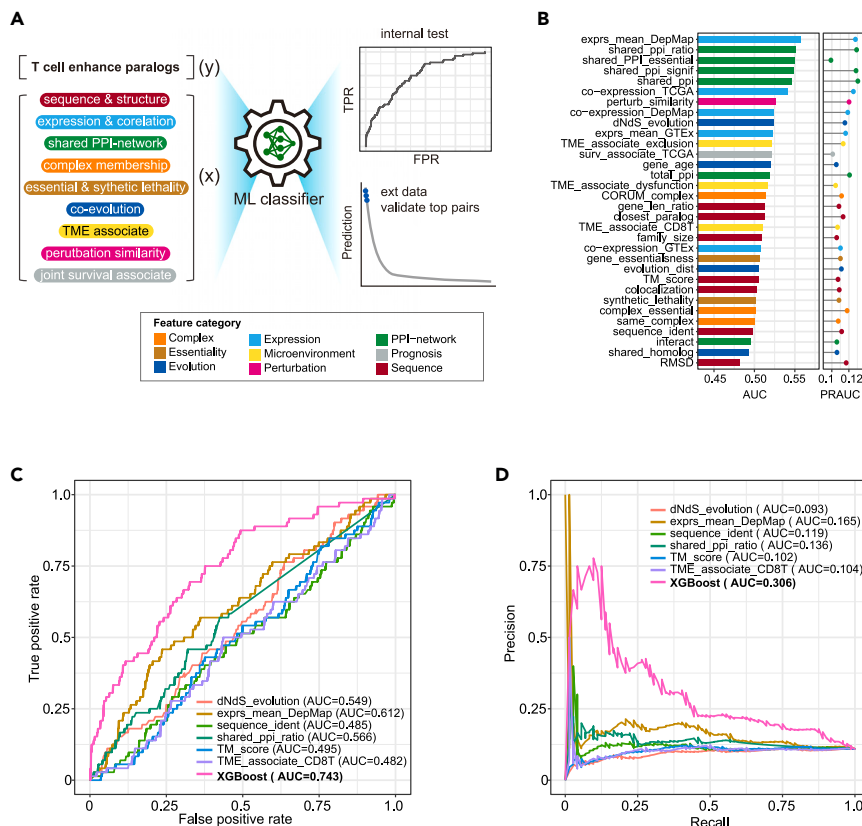 A
T cell enhance paralogs
(y)
sequence & structure
expression & corelation
shared PPI-network
complex membership
essential & sythetic lethality
co-evolution
TME associate
perutbation similarity
joint survival associate
(x)
ML classifier
internal test
TPR
FPR
ext data
validate top pairs
Prediction
Feature category
Complex
Essentiality
Evolution
Expression
Microenvironment
Perturbation
PPI-network
Prognosis
Sequence
B
exprs_mean_DepMap
shared_ppi_ratio
shared_PPI_essential
shared_ppi_signif
shared_ppi
co-expression_TCGA
perturb_similarity
co-expression_DepMap
dNdS_evolution
exprs_mean_GTEx
TME_associate_exclusion
surv_associate_TCGA
gene_age
total_ppi
TME_associate_dysfunction
CORUM_complex
gene_len_ratio
closest_paralog
TME_associate_CD8T
family_size
co-expression_GTEx
gene_essentialsness
evolution_dist
TM_score
colocalization
synthetic_lethality
complex_essential
same_complex
sequence_ident
interact
shared_homolog
RMSD
0.45
0.50
0.55
AUC
0.1
0.12
PRAUC
C
True positive rate
1.0
0.75
0.5
0.25
0
dNdS_evolution (AUC=0.549)
exprs_mean_DepMap (AUC=0.612)
sequence_ident (AUC=0.485)
shared_ppi_ratio (AUC=0.566)
TM_score (AUC=0.495)
TME_associate_CD8T (AUC=0.482)
XGBoost ( AUC=0.743)
0
0.25
0.5
0.75
1.0
False positive rate
D
Precision
1.0
0.75
0.50
0.25
0
dNdS_evolution ( AUC=0.093)
exprs_mean_DepMap ( AUC=0.165)
sequence_ident ( AUC=0.119)
shared_ppi_ratio ( AUC=0.136)
TM_score ( AUC=0.102)
TME_associate_CD8T ( AUC=0.104)
XGBoost ( AUC=0.306)
0
0.25
0.5
0.75
1.0
Recall